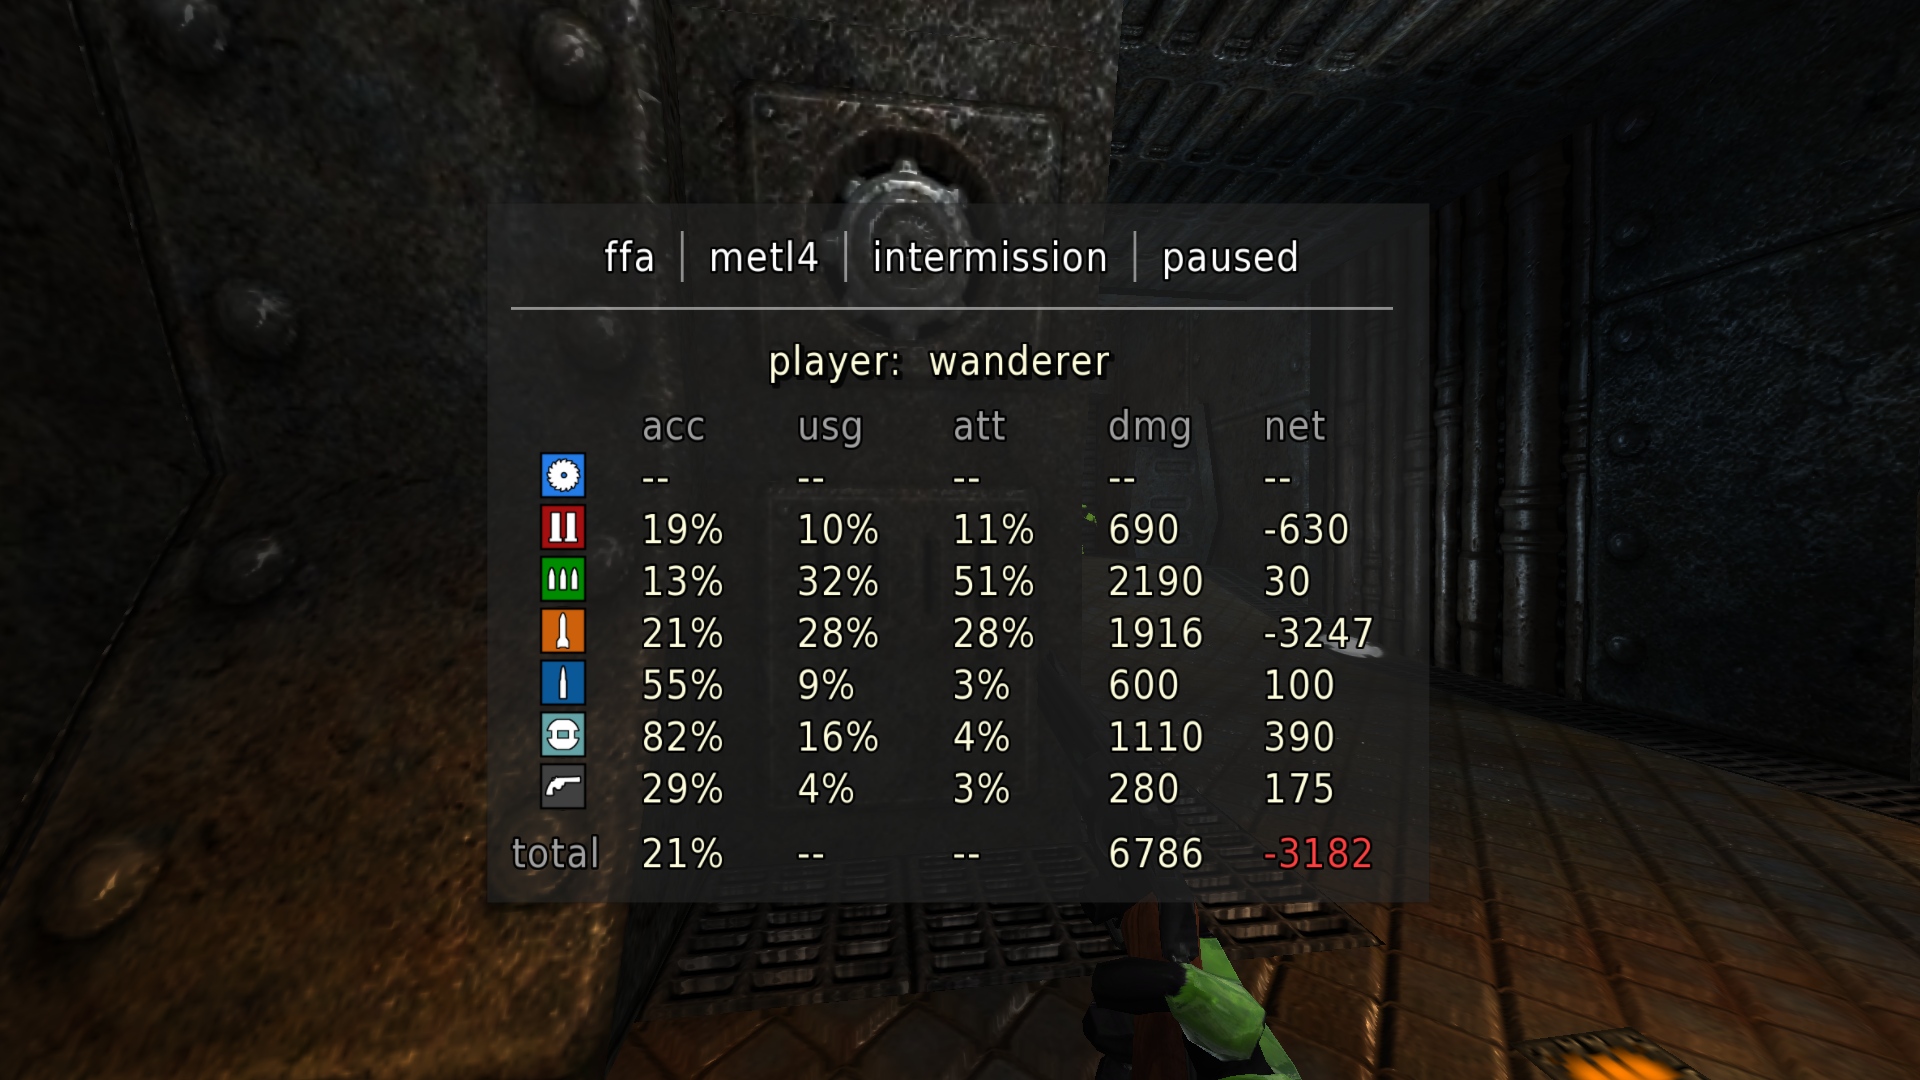 ffa | metl4 | intermission | paused
player: wanderer
acc usg att dmg net
-- -- -- -- --
19% 10% 11% 690 -630
13% 32% 51% 2190 30
21% 28% 28% 1916 -3247
55% 9% 3% 600 100
82% 16% 4% 1110 390
29% 4% 3% 280 175
total 21% -- -- 6786 -3182